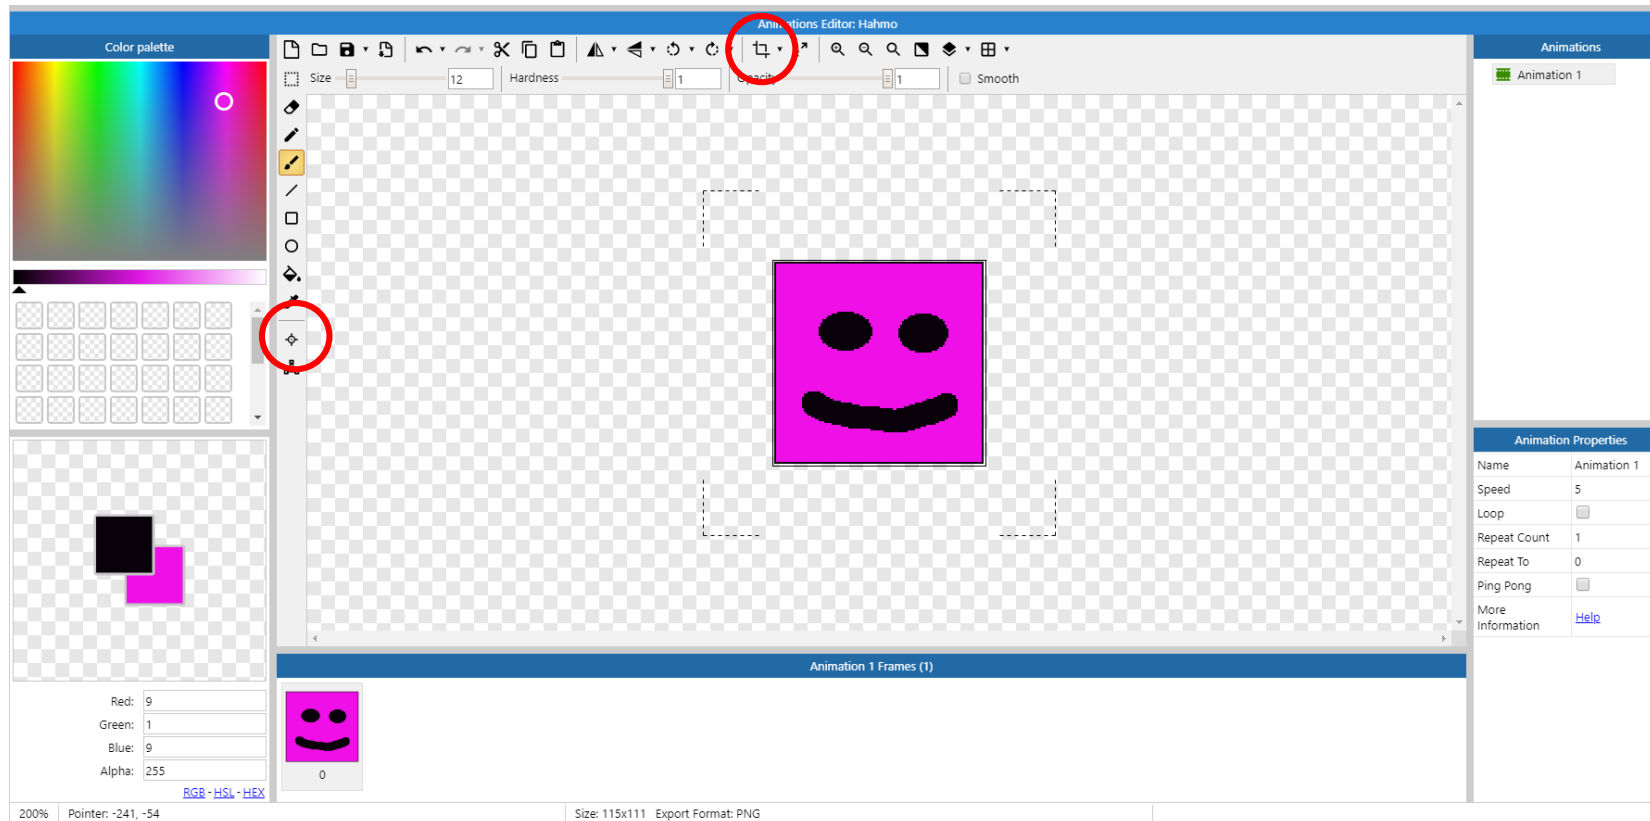 Animations Editor: Hahmo
Color palette
Animations
Size 12 Hardness 1 Opacity 1 Smooth
Animation 1
Animation Properties
Name Animation 1
Speed 5
Loop
Repeat Count 1
Repeat To 0
Ping Pong
More
Information Help
Animation 1 Frames (1)
0
Red: 9
Green: 1
Blue: 9
Alpha: 255
RGB - HSL - HEX
200% Pointer: -241, -54 Size: 115x111 Export Format: PNG